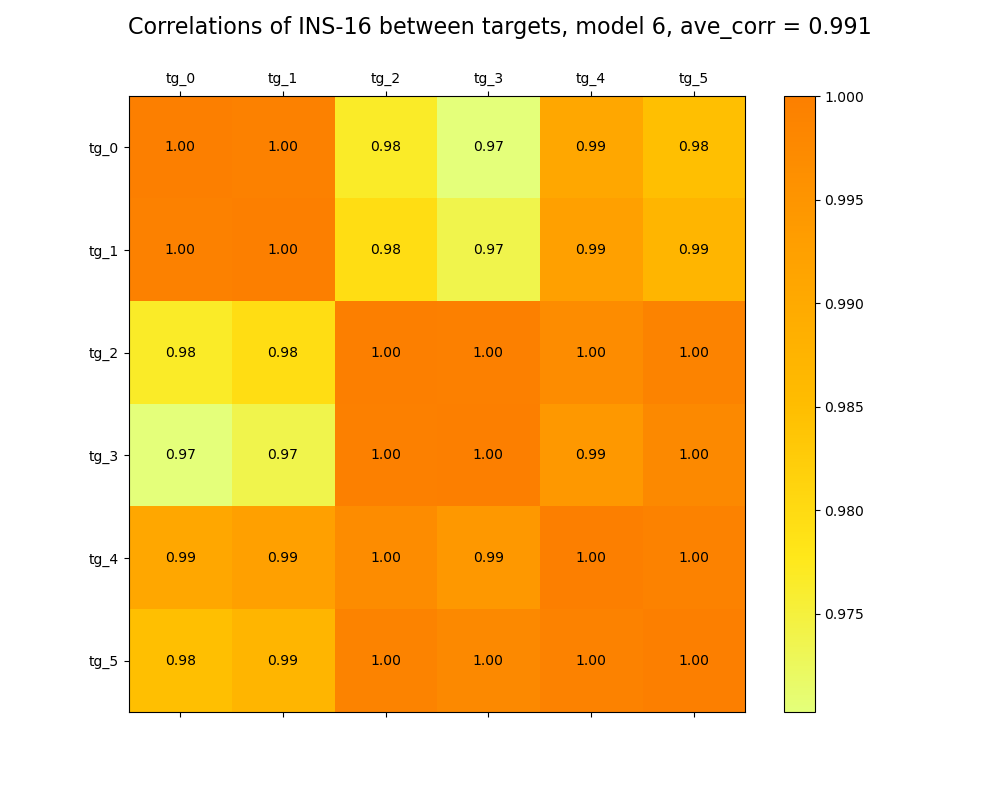 Correlations of INS-16 between targets, model 6, ave_corr = 0.991
tg_0 tg_1 tg_2 tg_3 tg_4 tg_5
tg_0 1.00 1.00 0.98 0.97 0.99 0.98
tg_1 1.00 1.00 0.98 0.97 0.99 0.99
tg_2 0.98 0.98 1.00 1.00 1.00 1.00
tg_3 0.97 0.97 1.00 1.00 0.99 1.00
tg_4 0.99 0.99 1.00 0.99 1.00 1.00
tg_5 0.98 0.99 1.00 1.00 1.00 1.00
1.000
0.995
0.990
0.985
0.980
0.975